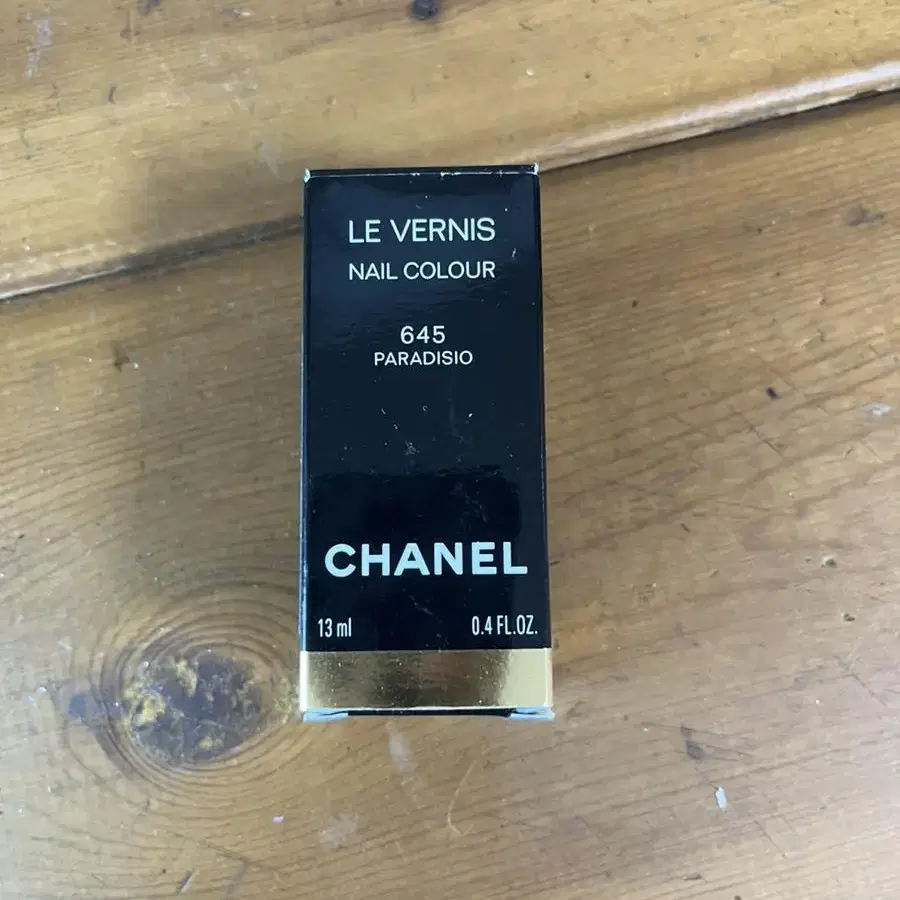 LE VERNIS
NAIL COLOUR
645
PARADISIO
CHANEL
13 ml 0.4 FL.OZ.